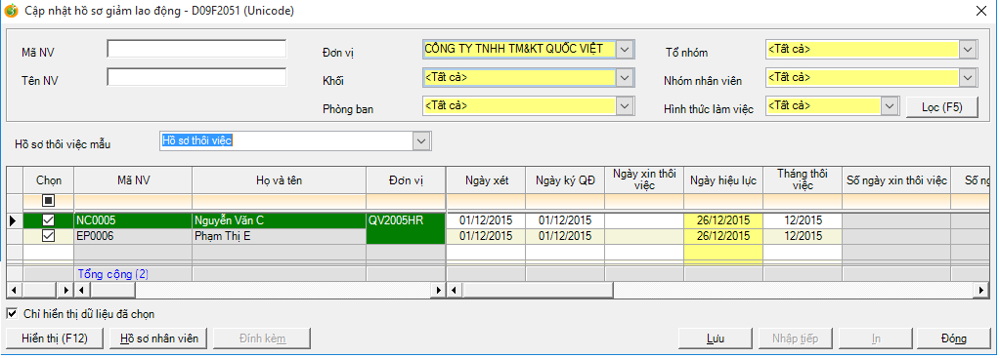 Cập nhật hồ sơ giảm lao động - D09F2051 (Unicode)
Mã NV
Đơn vị
CÔNG TY TNHH TM&KT QUỐC VIỆT
Tổ nhóm
<Tất cả>
Tên NV
Khối
<Tất cả>
Nhóm nhân viên
<Tất cả>
Phòng ban
<Tất cả>
Hình thức làm việc
<Tất cả>
Lọc (F5)
Hồ sơ thôi việc mẫu
Hồ sơ thôi việc
Chọn Mã NV Họ và tên Đơn vị Ngày xét Ngày ký QĐ Ngày xin thôi việc Ngày hiệu lực Tháng thôi việc Số ngày xin thôi việc
NC0005 Nguyễn Văn C QV2005HR 01/12/2015 01/12/2015 26/12/2015 12/2015
EP0006 Phạm Thị E 01/12/2015 01/12/2015 26/12/2015 12/2015
Tổng cộng (2)
Chỉ hiển thị dữ liệu đã chọn
Hiển thị (F12) Hồ sơ nhân viên Đính kèm Lưu Nhập tiếp In Đóng